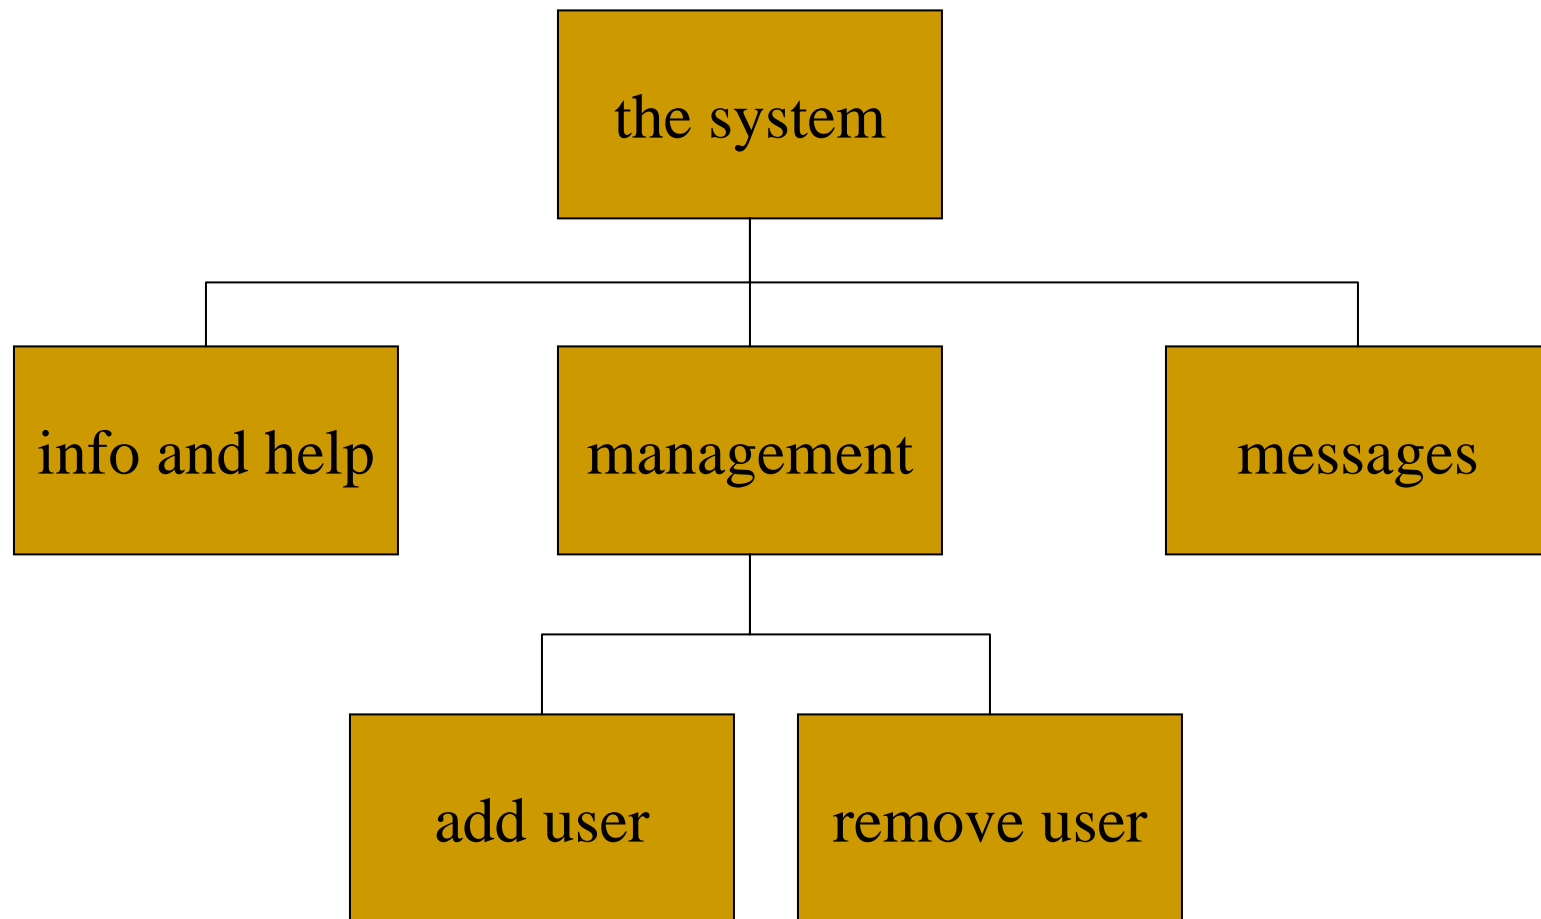 the system
info and help
management
messages
add user
remove user